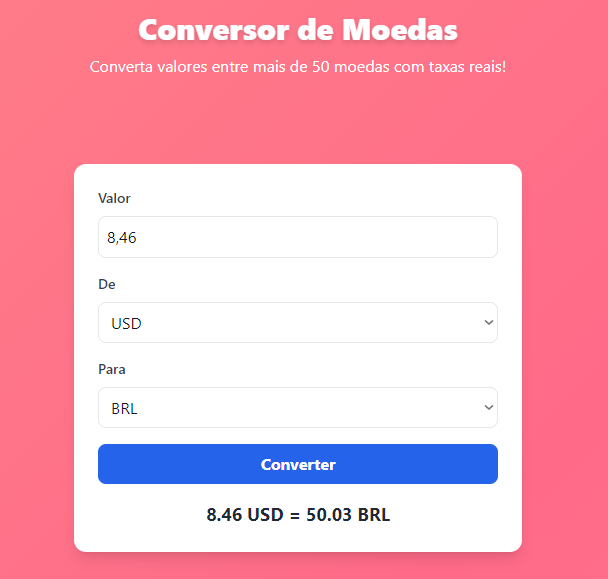 Conversor de Moedas
Converta valores entre mais de 50 moedas com taxas reais!
Valor
8,46
De
USD
Para
BRL
Converter
8.46 USD = 50.03 BRL